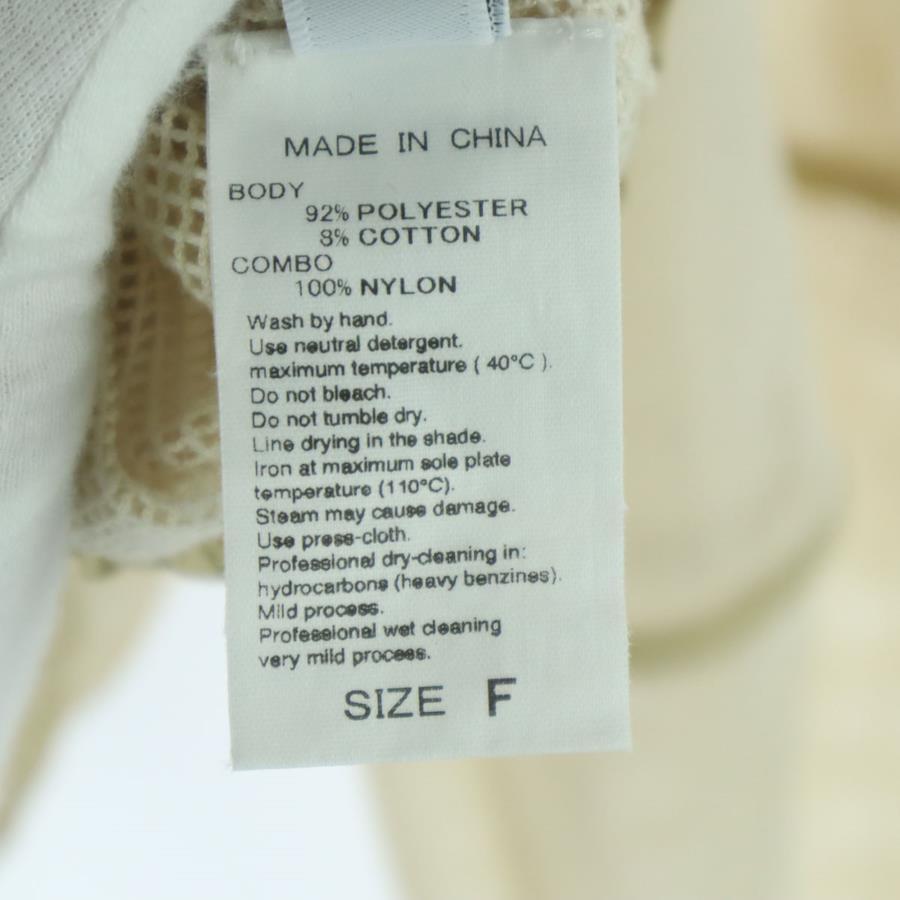 MADE IN CHINA
BODY
92% POLYESTER
8% COTTON
COMBO
100% NYLON
Wash by hand.
Use neutral detergent.
maximum temperature ( 40°C ).
Do not bleach.
Do not tumble dry.
Line drying in the shade.
Iron at maximum sole plate
temperature (110°C).
Steam may cause damage.
Use press-cloth.
Professional dry-cleaning in:
hydrocarbons (heavy benzines).
Mild process.
Professional wet cleaning
very mild process.
SIZE F